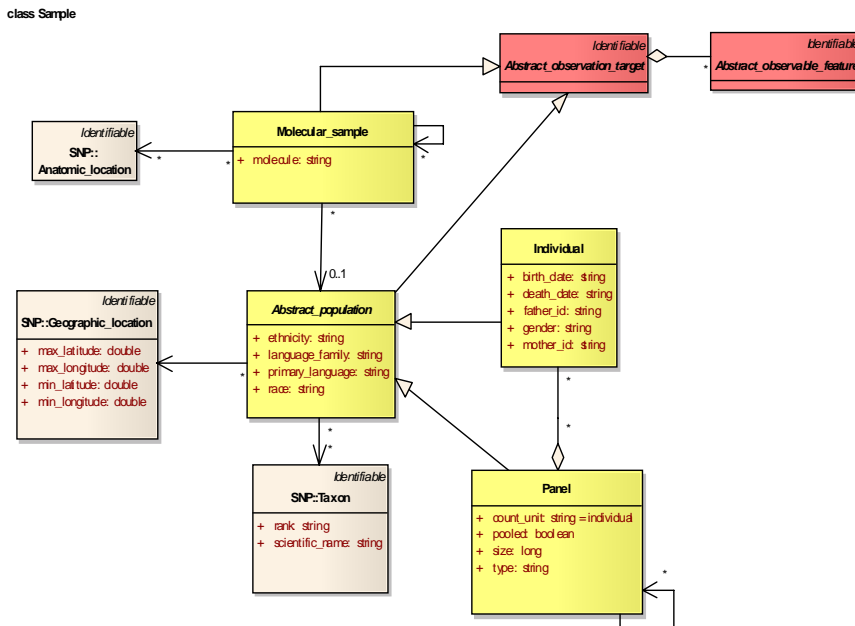 class Sample
Identifiable
Abstract_observation_target
*
Identifiable
Abstract_observable_feature
Identifiable
SNP::
Anatomic_location
*
*
Molecular_sample
+ molecule: string
*
*
0..1
Individual
+ birth_date: string
+ death_date: string
+ father_id: string
+ gender: string
+ mother_id: string
Identifiable
SNP::Geographic_location
+ max_latitude: double
+ max_longitude: double
+ min_latitude: double
+ min_longitude: double
*
Abstract_population
+ ethnicity: string
+ language_family: string
+ primary_language: string
+ race: string
*
*
*
*
Identifiable
SNP::Taxon
+ rank: string
+ scientific_name: string
Panel
+ count_unit: string = individual
+ pooled: boolean
+ size: long
+ type: string
*